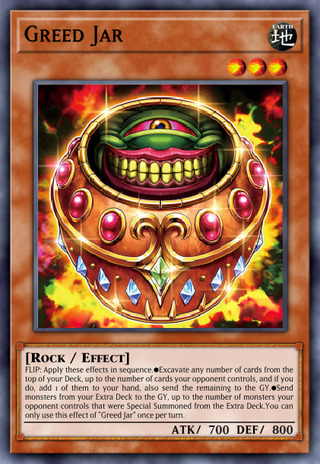 Greed Jar
EARTH
地
[Rock / Effect]
FLIP: Apply these effects in sequence.●Excavate any number of cards from the
top of your Deck, up to the number of cards your opponent controls, and if you
do, add 1 of them to your hand, also send the remaining to the GY.●Send
monsters from your Extra Deck to the GY, up to the number of monsters your
opponent controls that were Special Summoned from the Extra Deck.You can
only use this effect of "Greed Jar" once per turn.
ATK/ 700 DEF/ 800